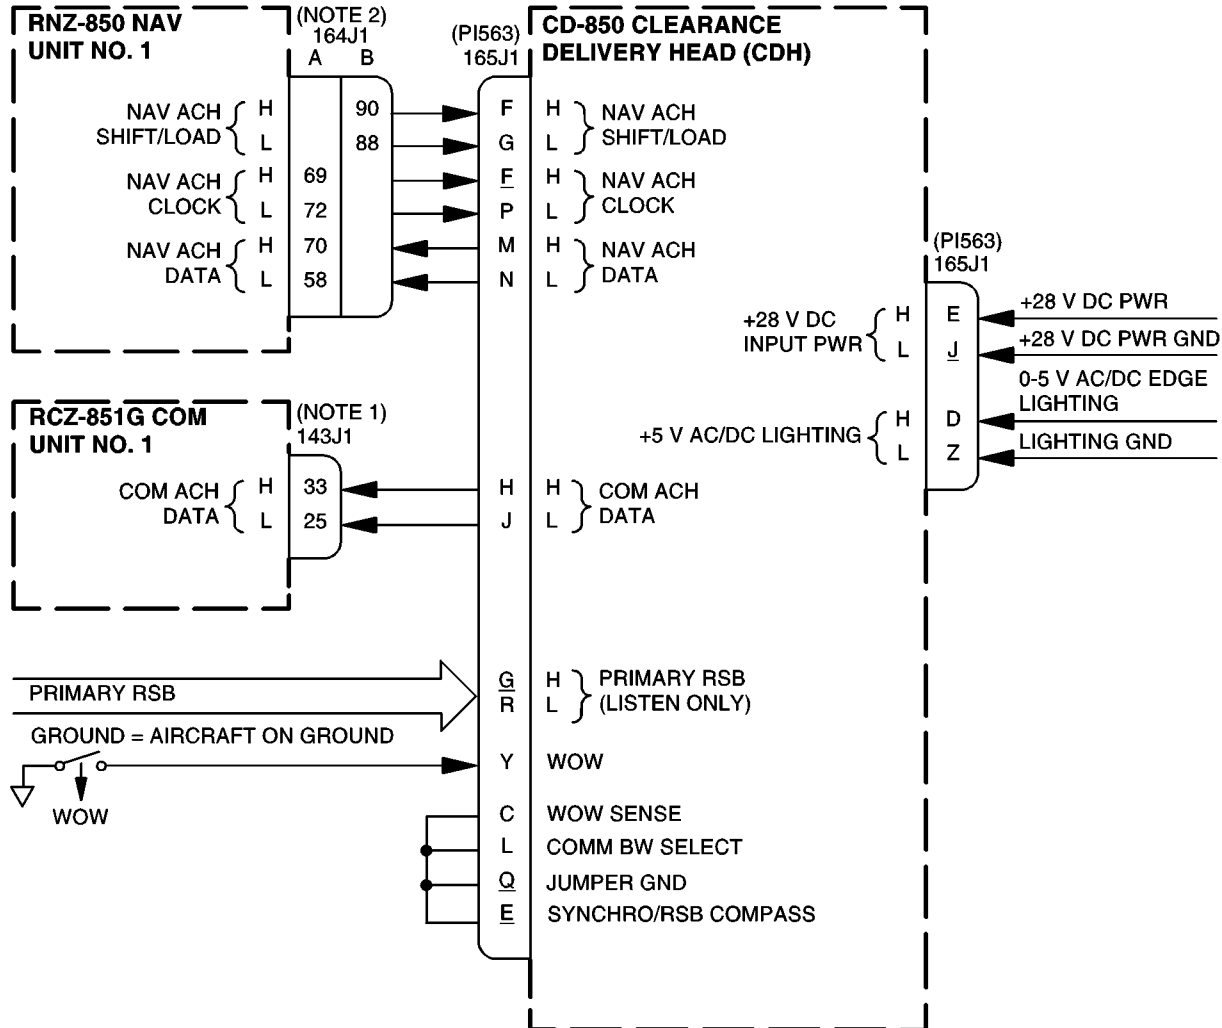 RNZ-850 NAV
UNIT NO. 1
(NOTE 2)
164J1
A B
NAV ACH
SHIFT/LOAD
H 90
L 88
NAV ACH
CLOCK
H 69
L 72
NAV ACH
DATA
H 70
L 58
RCZ-851G COM
UNIT NO. 1
(NOTE 1)
143J1
COM ACH
DATA
H 33
L 25
PRIMARY RSB
GROUND = AIRCRAFT ON GROUND
WOW
(PI563)
165J1
CD-850 CLEARANCE
DELIVERY HEAD (CDH)
F H
G L
NAV ACH
SHIFT/LOAD
F H
P L
NAV ACH
CLOCK
M H
N L
NAV ACH
DATA
H H
J L
COM ACH
DATA
G H
R L
PRIMARY RSB
(LISTEN ONLY)
Y WOW
C WOW SENSE
L COMM BW SELECT
Q JUMPER GND
E SYNCHRO/RSB COMPASS
(PI563)
165J1
+28 V DC
INPUT PWR
H E +28 V DC PWR
L J +28 V DC PWR GND
+5 V AC/DC LIGHTING
H D 0-5 V AC/DC EDGE
LIGHTING
L Z LIGHTING GND